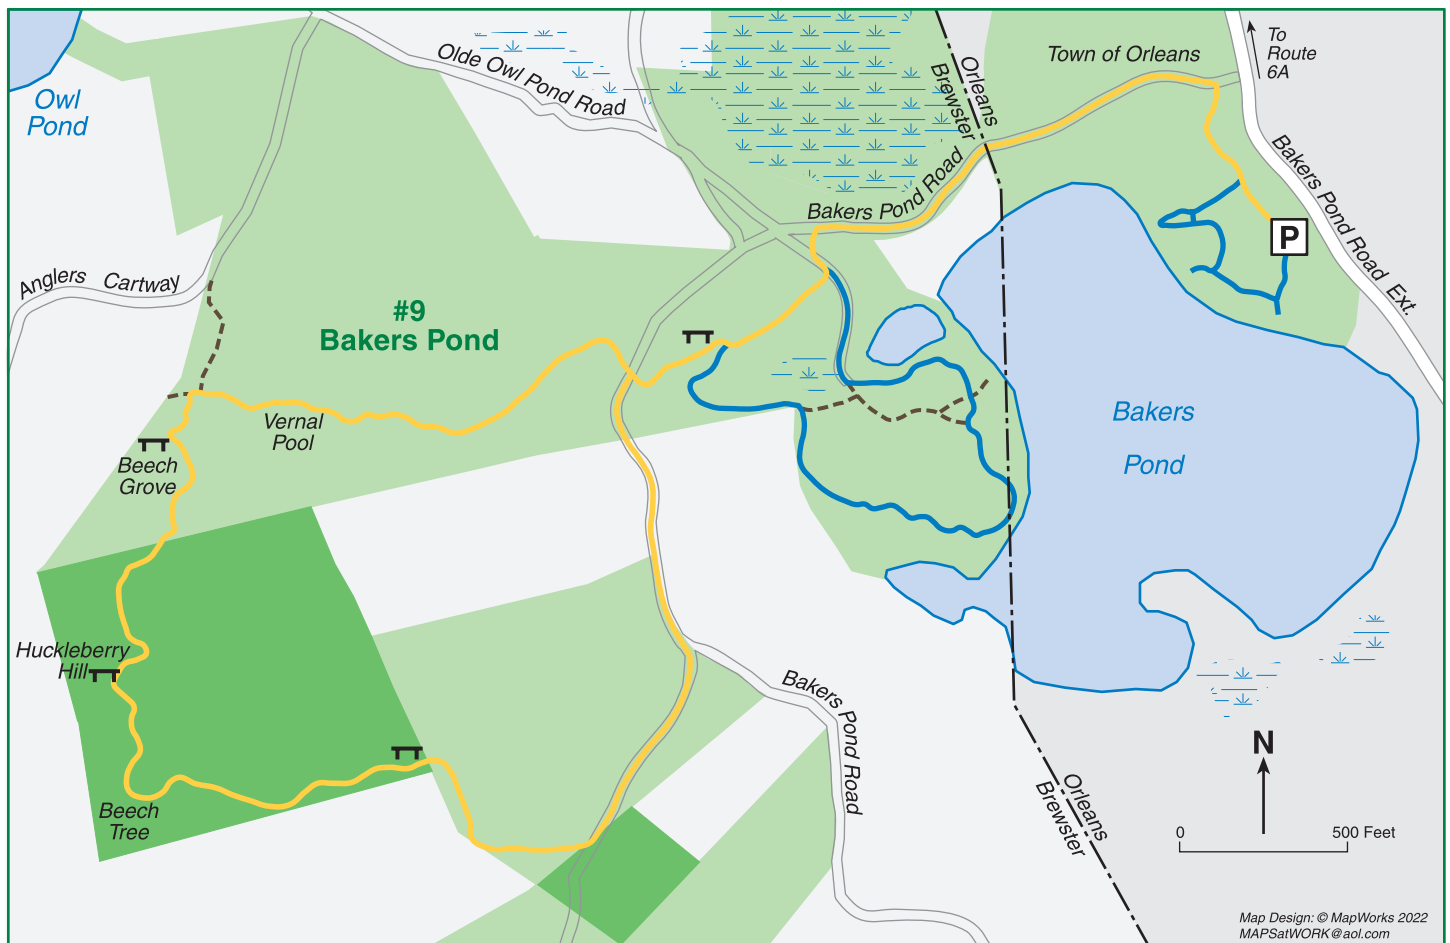 Owl
Pond
Olde Owl Pond Road
Orleans
Brewster
Town of Orleans
To
Route
6A
Bakers Pond Road Ext.
Bakers Pond Road
P
Anglers Cartway
#9
Bakers Pond
Vernal
Pool
Beech
Grove
Bakers
Pond
Huckleberry
Hill
Bakers Pond Road
Beech
Tree
Orleans
Brewster
N
0 500 Feet
Map Design: © MapWorks 2022
MAPSatWORK@aol.com